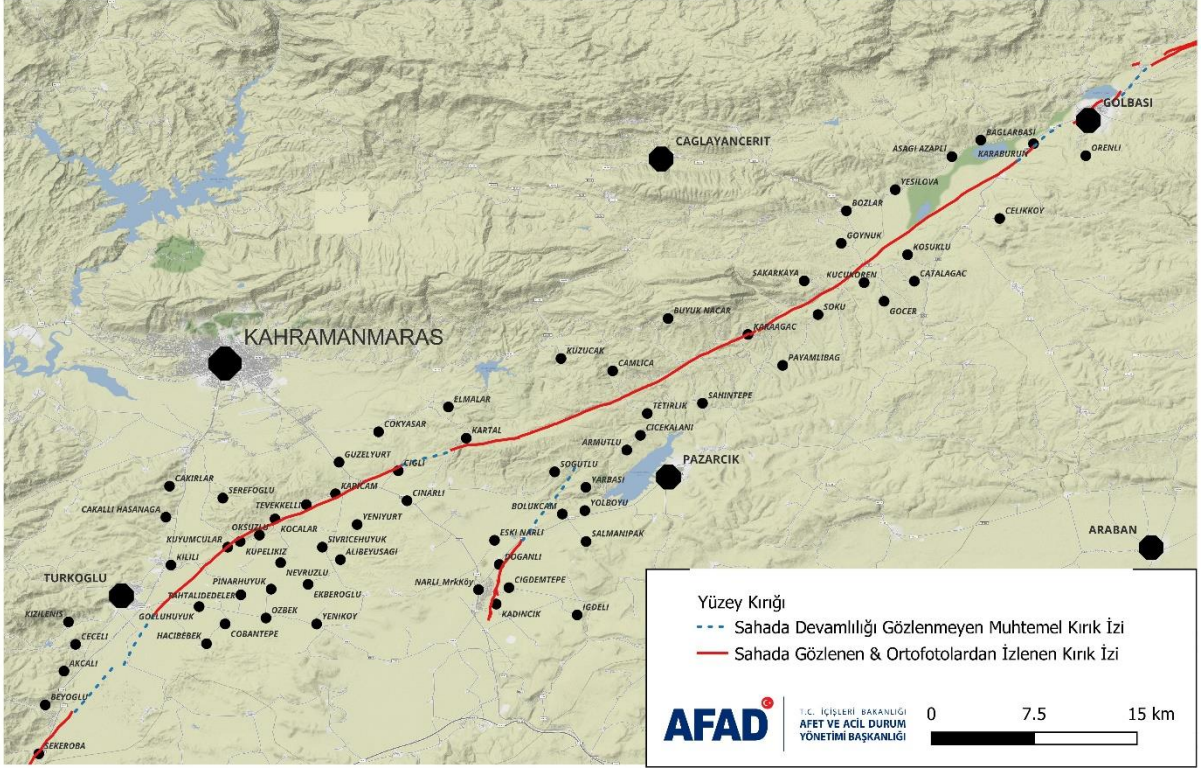 GOLBASI
CAGLAYANCERIT
BAGLARBASI
ASAGI AZAPLI
KARABURUN
ORENLI
YESILOVA
BOZLAR
CELIKKOY
GOYNUK
KOSUKLU
SAKARKAYA
KUCUKOREN
CATALAGAC
BUYUK NACAR
SOKU
GOCER
KARAAGAC
KAHRAMANMARAS
KUZUCAK
CAMLICA
PAYAMLIBAG
ELMALAR
TETIRLIK
SAHINTEPE
COKYASAR
KARTAL
CICEKALANI
ARMUTLU
GUZELYURT
CIGLI
SOGUTLU
PAZARCIK
CAKIRLAR
SEREFOGLU
KAPICAM
YARBASI
TEVEKKELLI
CINARLI
CAKALLI HASANAGA
BOLUKCAM
YOLBOYU
OKSUZLU
KOCALAR
YENIYURT
KUYUMCULAR
ESKI NARLI
SALMANIPAK
ARABAN
KUPELIKIZ
SIVRICEHUYUK
ALIBEYUSAGI
KILILI
DOGANLI
TURKOGLU
NEVRUZLU
PINARHUYUK
NARLI_MrkKöy
CIGDEMTEPE
TAHTALIDEDELER
EKBEROGLU
GOLLUHUYUK
KADINCIK
IGDELI
KIZILENIS
OZBEK
YENIKOY
HACIBEBEK
COBANTEPE
CECELI
AKCALI
BEYOGLU
SEKEROBA
Yüzey Kırığı
Sahada Devamlılığı Gözlenmeyen Muhtemel Kırık İzi
Sahada Gözlenen & Ortofotolardan İzlenen Kırık İzi
AFAD
T.C. İÇİŞLERİ BAKANLIĞI
AFET VE ACİL DURUM
YÖNETİMİ BAŞKANLIĞI
0 7.5 15 km